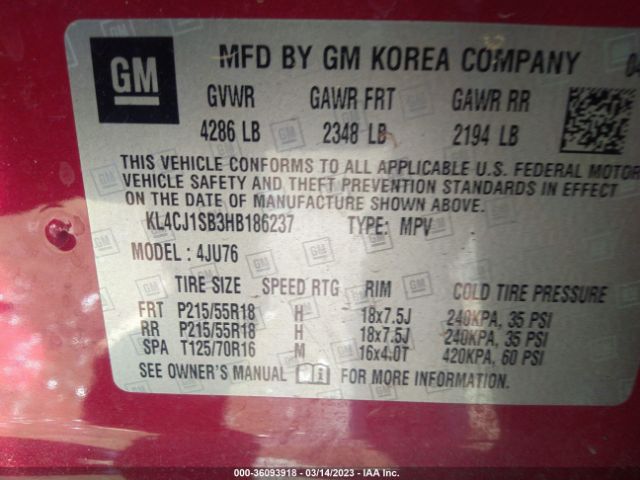 GM MFD BY GM KOREA COMPANY
GVWR GAWR FRT GAWR RR
4286 LB 2348 LB 2194 LB
THIS VEHICLE CONFORMS TO ALL APPLICABLE U.S. FEDERAL MOTOR
VEHICLE SAFETY AND THEFT PREVENTION STANDARDS IN EFFECT
ON THE DATE OF MANUFACTURE SHOWN ABOVE.
KL4CJ1SB3HB186237 TYPE: MPV
MODEL: 4JU76
TIRE SIZE SPEED RTG RIM COLD TIRE PRESSURE
FRT P215/55R18 H 18x7.5J 240KPA, 35 PSI
RR P215/55R18 H 18x7.5J 240KPA, 35 PSI
SPA T125/70R16 M 16x4.0T 420KPA, 60 PSI
SEE OWNER'S MANUAL FOR MORE INFORMATION.
000-36093918 - 03/14/2023 - IAA Inc.